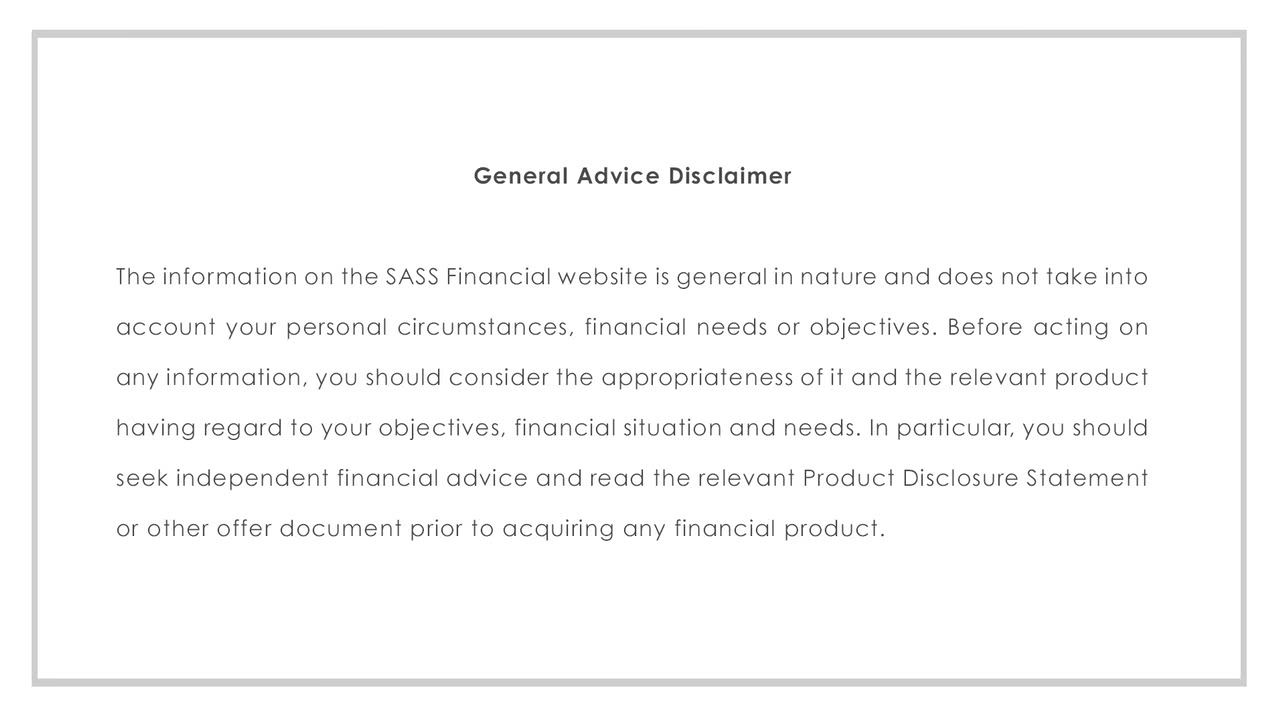 General Advice Disclaimer
The information on the SASS Financial website is general in nature and does not take into
account your personal circumstances, financial needs or objectives. Before acting on
any information, you should consider the appropriateness of it and the relevant product
having regard to your objectives, financial situation and needs. In particular, you should
seek independent financial advice and read the relevant Product Disclosure Statement
or other offer document prior to acquiring any financial product.